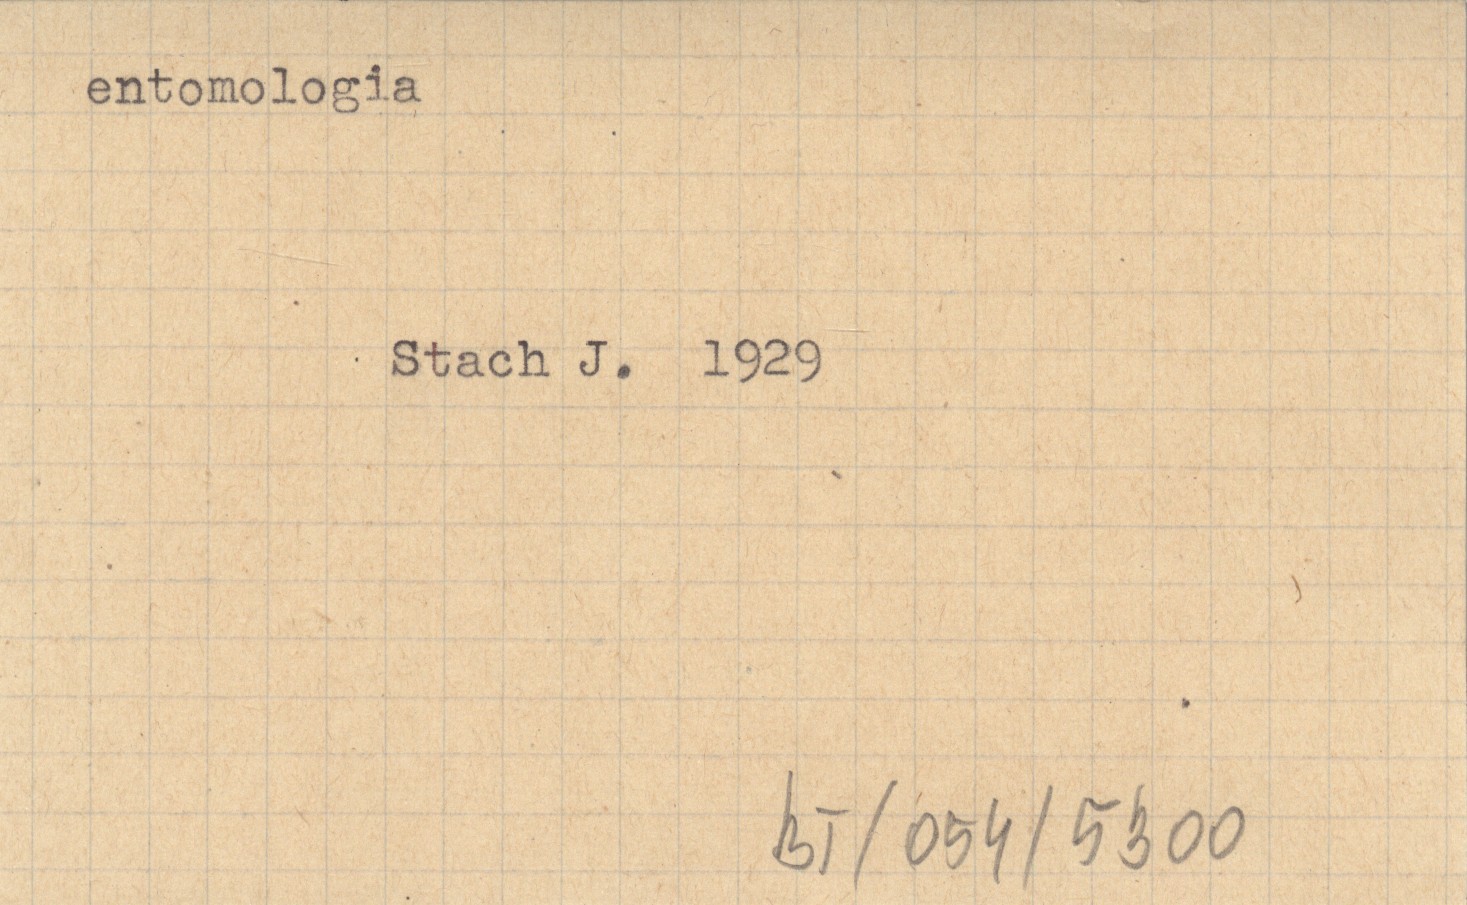 entomologia
Stach J. 1929
BT/054/5300